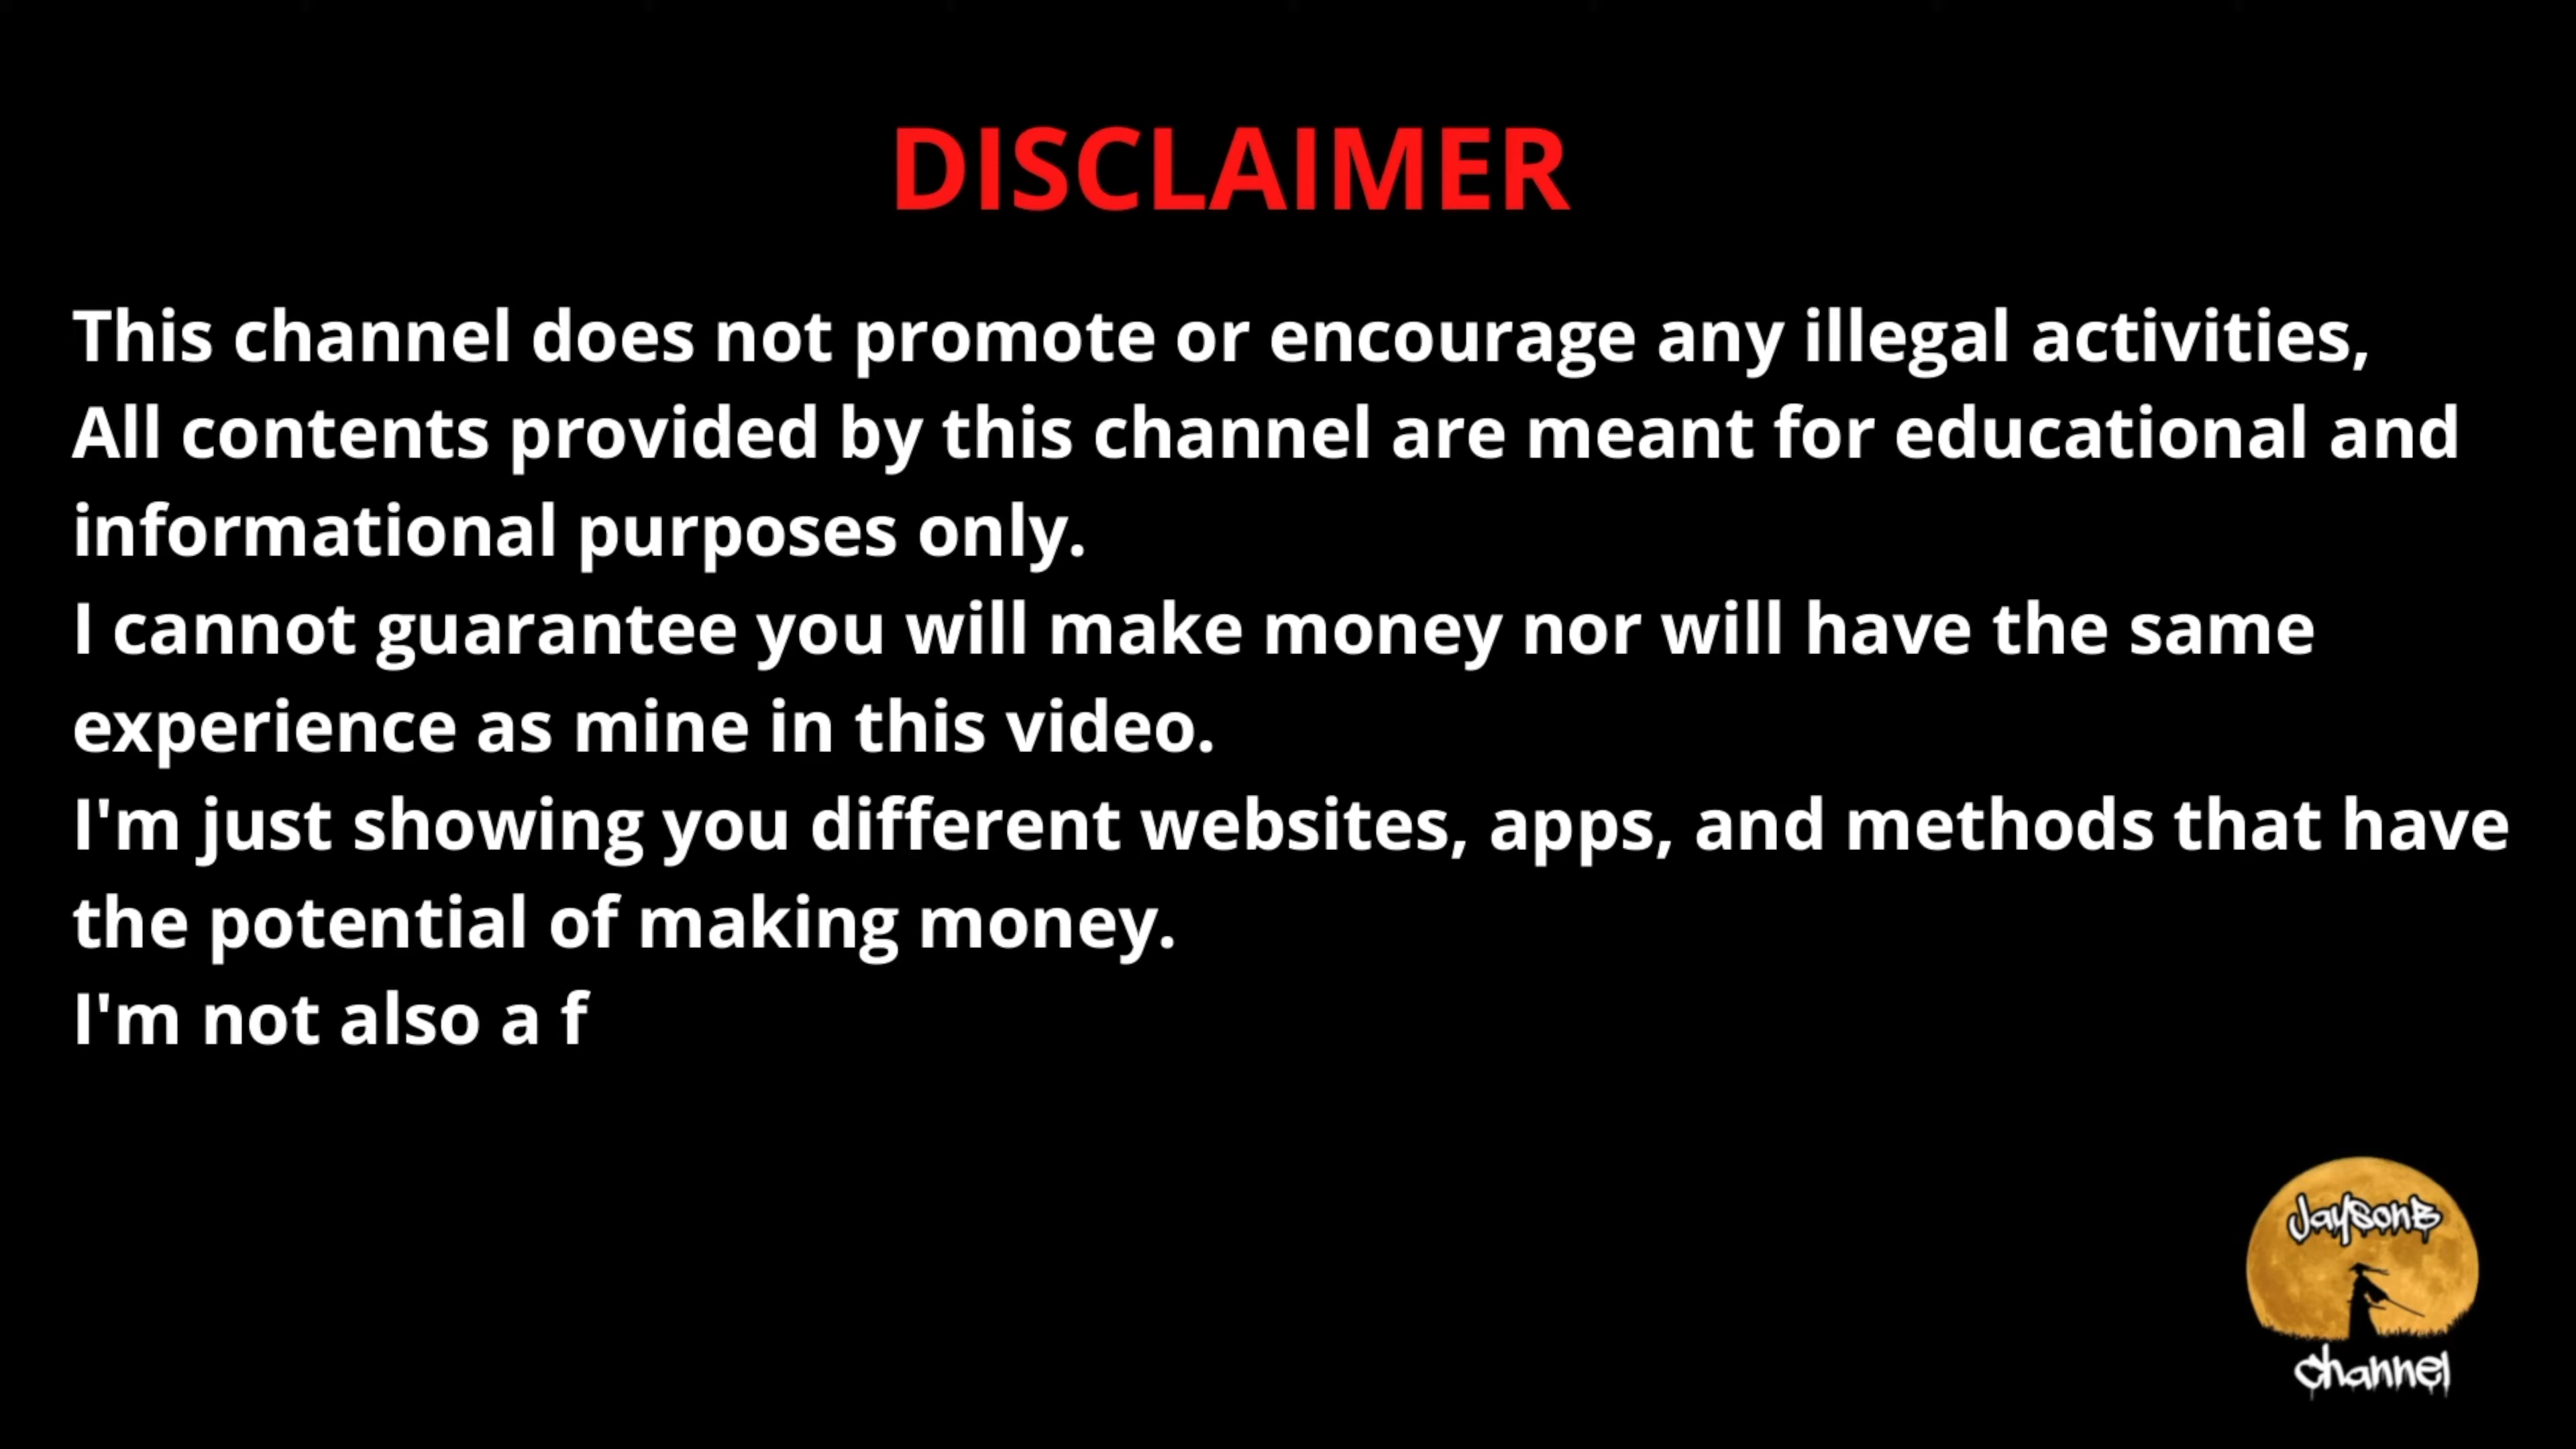 DISCLAIMER
This channel does not promote or encourage any illegal activities,
All contents provided by this channel are meant for educational and
informational purposes only.
I cannot guarantee you will make money nor will have the same
experience as mine in this video.
I'm just showing you different websites, apps, and methods that have
the potential of making money.
I'm not also a f
JaysonB
Channel